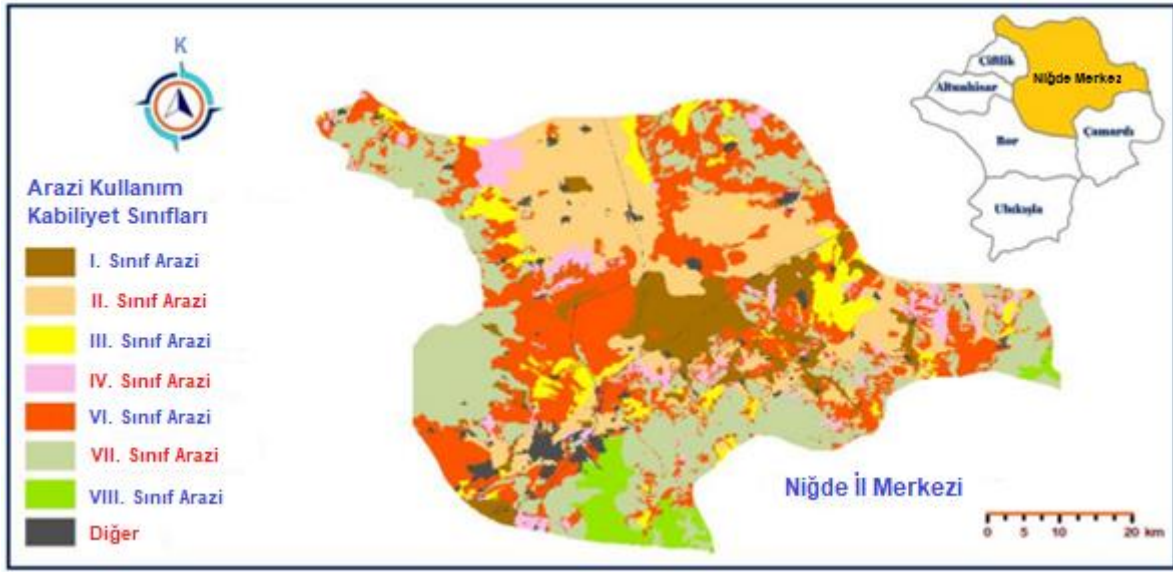 K
Çiftlik
Niğde Merkez
Altunhisar
Bor
Çamardı
Ulukışla
Arazi Kullanım
Kabiliyet Sınıfları
I. Sınıf Arazi
II. Sınıf Arazi
III. Sınıf Arazi
IV. Sınıf Arazi
VI. Sınıf Arazi
VII. Sınıf Arazi
VIII. Sınıf Arazi
Diğer
Niğde İl Merkezi
0 5 10 20 km